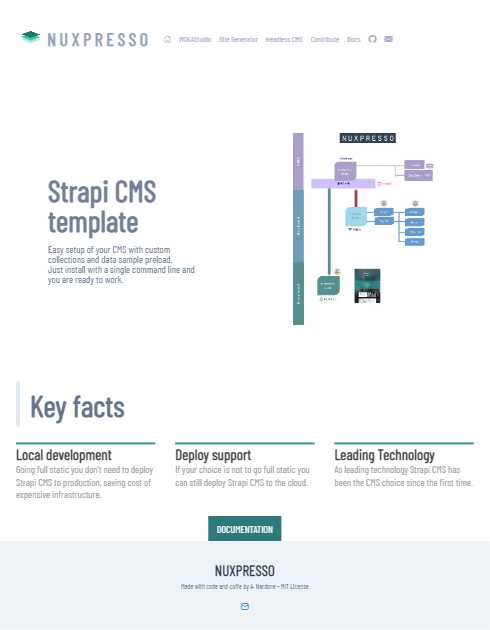 NUXPRESSO
MOKAStudio Site Generator Headless CMS Contribute Docs
NUXPRESSO
Strapi CMS
template
Easy setup of your CMS with custom
collections and data sample preload.
Just install with a single command line and
you are ready to work.
Key facts
Local development
Going full static you don't need to deploy
Strapi CMS to production, saving cost of
expensive infrastructure.
Deploy support
If your choice is not to go full static you
can still deploy Strapi CMS to the cloud.
Leading Technology
As leading technology Strapi CMS has
been the CMS choice since the first time.
DOCUMENTATION
NUXPRESSO
Made with code and coffe by A. Nardone - MIT License